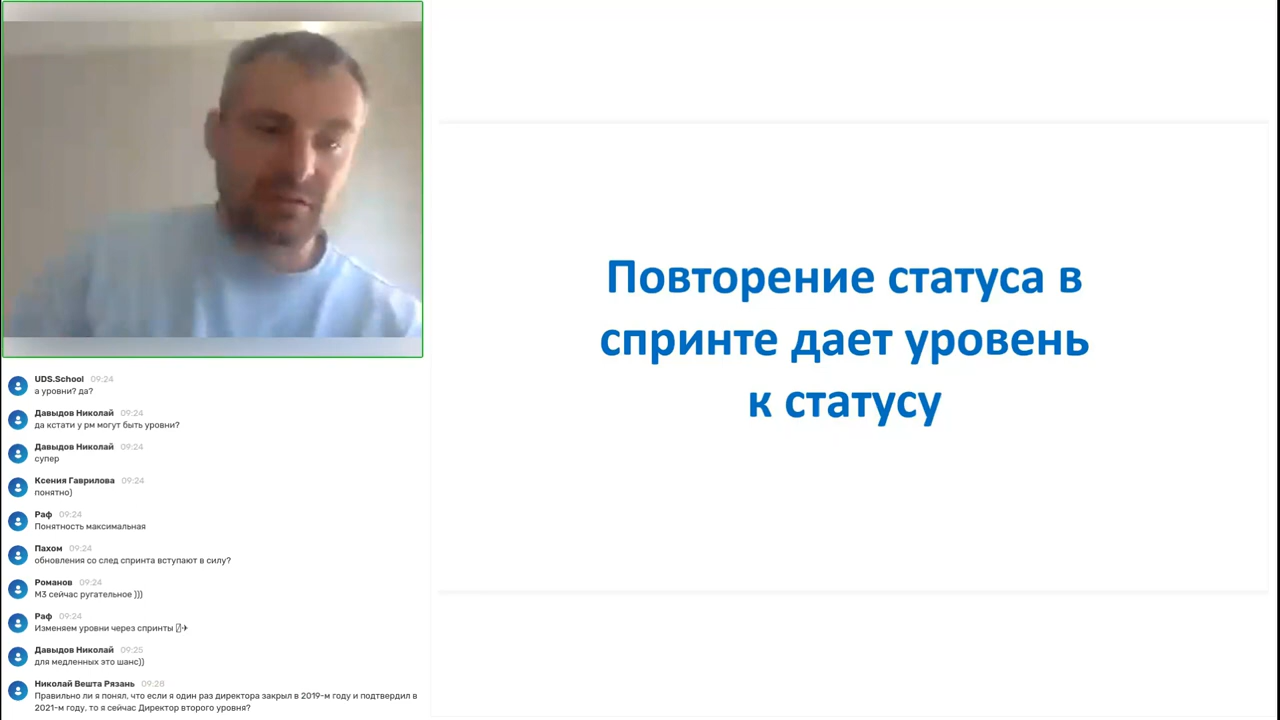 UDS.School 09:24
а уровни? да?
Давыдов Николай 09:24
да кстати у рм могут быть уровни?
Давыдов Николай 09:24
супер
Ксения Гаврилова 09:24
понятно)
Раф 09:24
Понятность максимальная
Пахом 09:24
обновления со след спринта вступают в силу?
Романов 09:24
М3 сейчас ругательное )))
Раф 09:24
Изменяем уровни через спринты
Давыдов Николай 09:25
для медленных это шанс))
Николай Вешта Рязань 09:28
Правильно ли я понял, что если я один раз директора закрыл в 2019-м году и подтвердил в
2021-м году, то я сейчас Директор второго уровня?
Повторение статуса в
спринте дает уровень
к статусу